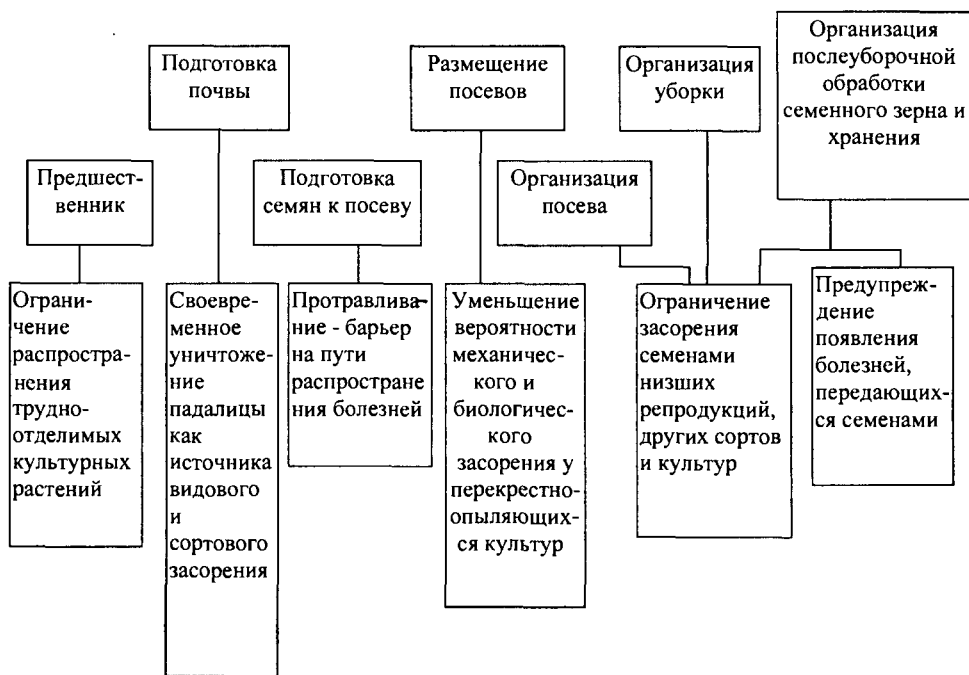 Организация
послеуборочной
обработки
семенного зерна и
хранения
Подготовка
почвы
Размещение
посевов
Организация
уборки
Предшест-
венник
Подготовка
семян к посеву
Организация
посева
Ограни-
чение
распростра-
нения
трудно-
отделимых
культурных
растений
Своевре-
менное
уничтоже-
ние
падалицы
как
источника
видового
и
сортового
засорения
Протравлива-
ние - барьер
на пути
распростране
ния болезней
Уменьшение
вероятности
механичес-
кого и
биологичес-
кого
засорения у
перекрестно-
опыляющих-
ся культур
Ограничение
засорения
семенами
низших
репродукций,
других сортов
и культур
Предупреж-
дение
появления
болезней,
передающих-
ся семенами